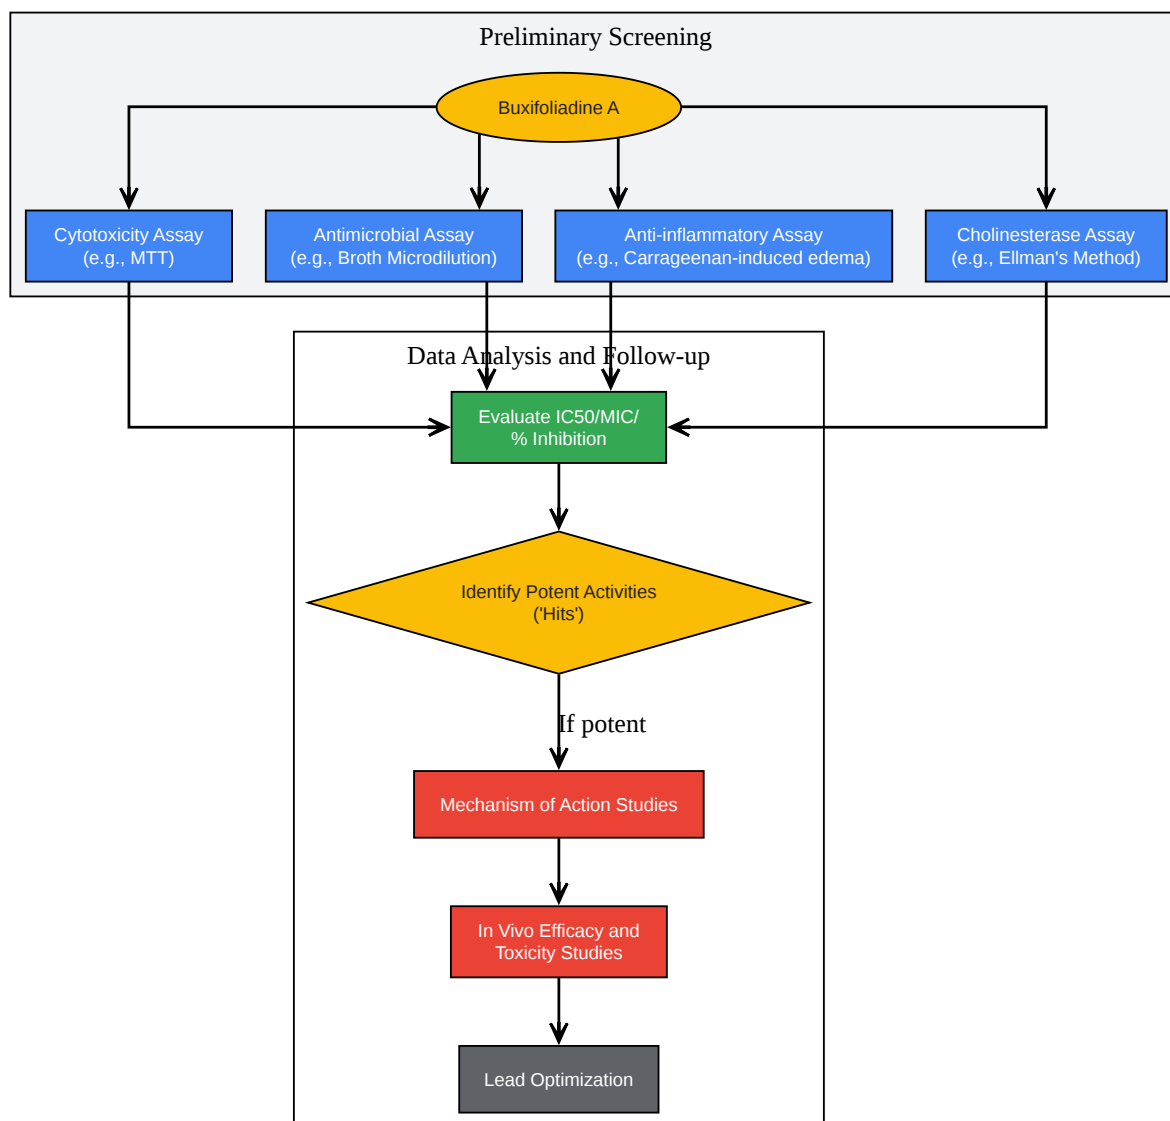 Preliminary Screening
Buxifoliadine A
Cytotoxicity Assay
(e.g., MTT)
Antimicrobial Assay
(e.g., Broth Microdilution)
Anti-inflammatory Assay
(e.g., Carrageenan-induced edema)
Cholinesterase Assay
(e.g., Ellman's Method)
Data Analysis and Follow-up
Evaluate IC50/MIC/
% Inhibition
Identify Potent Activities
('Hits')
If potent
Mechanism of Action Studies
In Vivo Efficacy and
Toxicity Studies
Lead Optimization